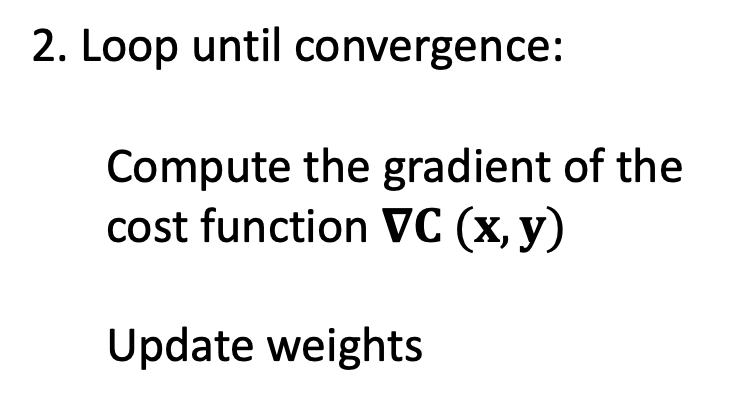 2. Loop until convergence:
Compute the gradient of the
cost function ∇C (x, y)
Update weights